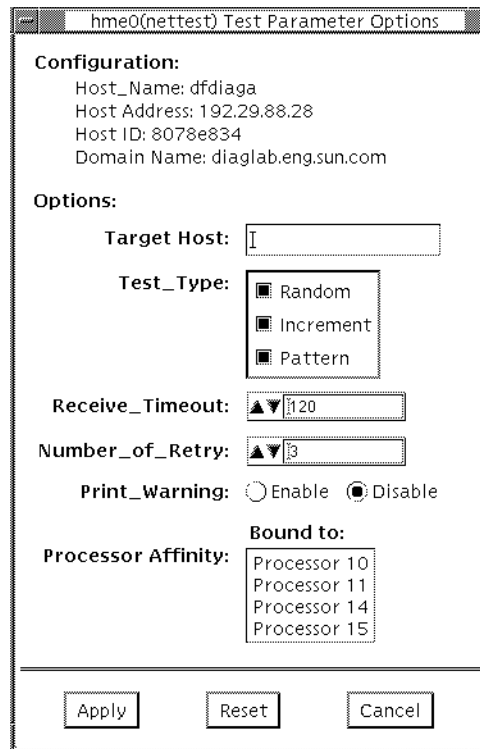 hme0(nettest) Test Parameter Options
Configuration:
Host_Name: dfdiaga
Host Address: 192.29.88.28
Host ID: 8078e834
Domain Name: diaglab.eng.sun.com
Options:
Target Host:
Test_Type:
Random
Increment
Pattern
Receive_Timeout: 120
Number_of_Retry: 3
Print_Warning: Enable Disable
Bound to:
Processor Affinity:
Processor 10
Processor 11
Processor 14
Processor 15
Apply Reset Cancel